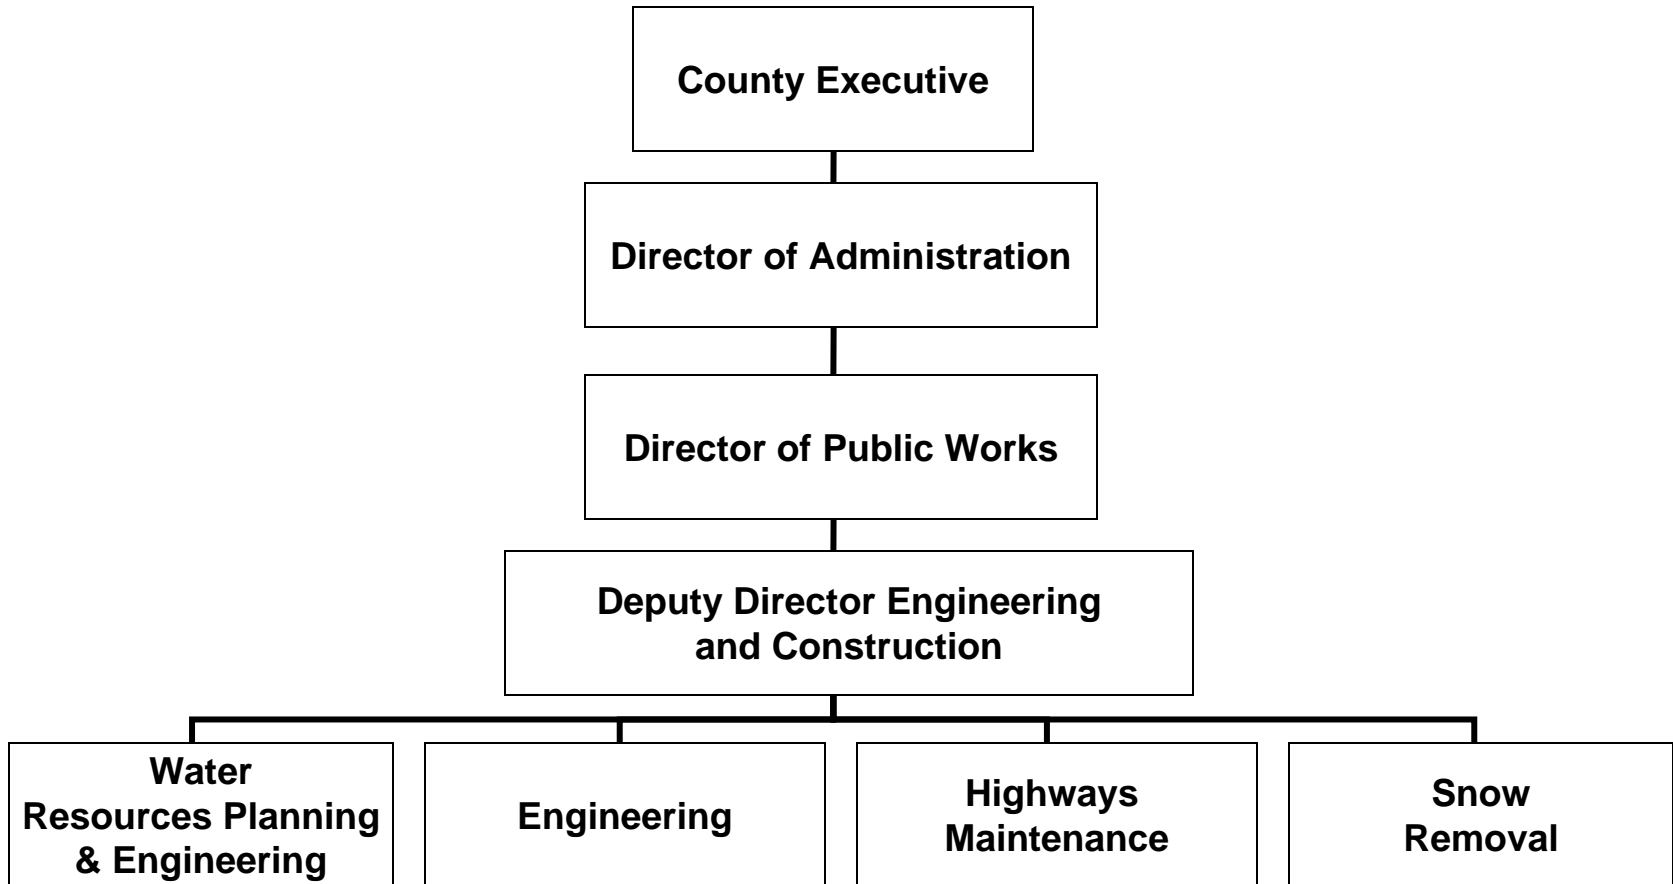 County Executive
Director of Administration
Director of Public Works
Deputy Director Engineering
and Construction
Water
Resources Planning
& Engineering
Engineering
Highways
Maintenance
Snow
Removal